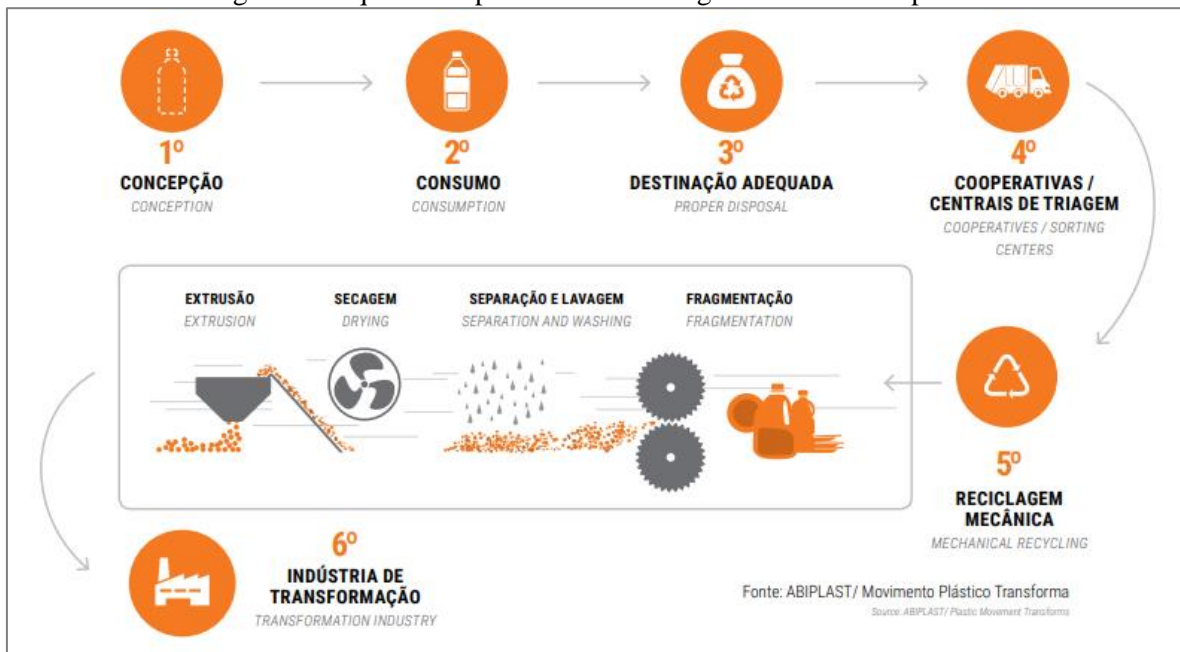 1º
CONCEPÇÃO
CONCEPTION
2º
CONSUMO
CONSUMPTION
3º
DESTINAÇÃO ADEQUADA
PROPER DISPOSAL
4º
COOPERATIVAS /
CENTRAIS DE TRIAGEM
COOPERATIVES / SORTING
CENTERS
EXTRUSÃO
EXTRUSION
SECAGEM
DRYING
SEPARAÇÃO E LAVAGEM
SEPARATION AND WASHING
FRAGMENTAÇÃO
FRAGMENTATION
5º
RECICLAGEM
MECÂNICA
MECHANICAL RECYCLING
6º
INDÚSTRIA DE
TRANSFORMAÇÃO
TRANSFORMATION INDUSTRY
Fonte: ABIPLAST/ Movimento Plástico Transforma
Source: ABIPLAST/ Plastic Movement Transforms